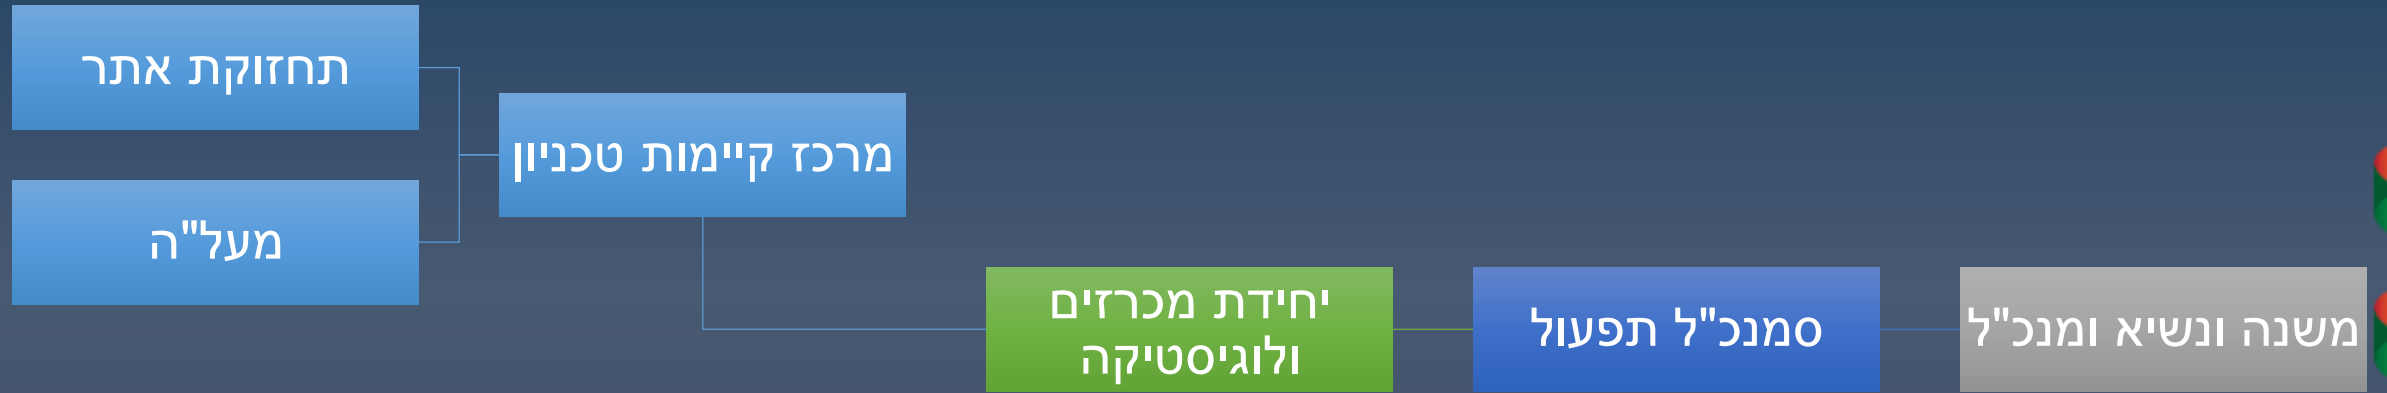 תחזוקת אתר
מרכז קיימות טכניון
מעל"ה
יחידת מכרזים
ולוגיסטיקה
סמנכ"ל תפעול
משנה ונשיא ומנכ"ל